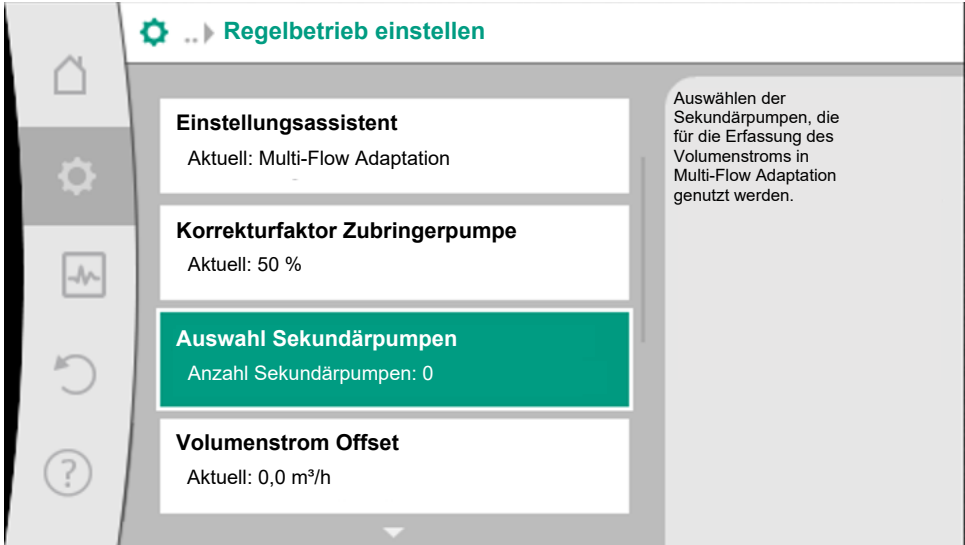 .. Regelbetrieb einstellen
Einstellungsassistent
Aktuell: Multi-Flow Adaptation
Korrekturfaktor Zubringerpumpe
Aktuell: 50 %
Auswahl Sekundärpumpen
Anzahl Sekundärpumpen: 0
Volumenstrom Offset
Aktuell: 0,0 m³/h
Auswählen der
Sekundärpumpen, die
für die Erfassung des
Volumenstroms in
Multi-Flow Adaptation
genutzt werden.
?